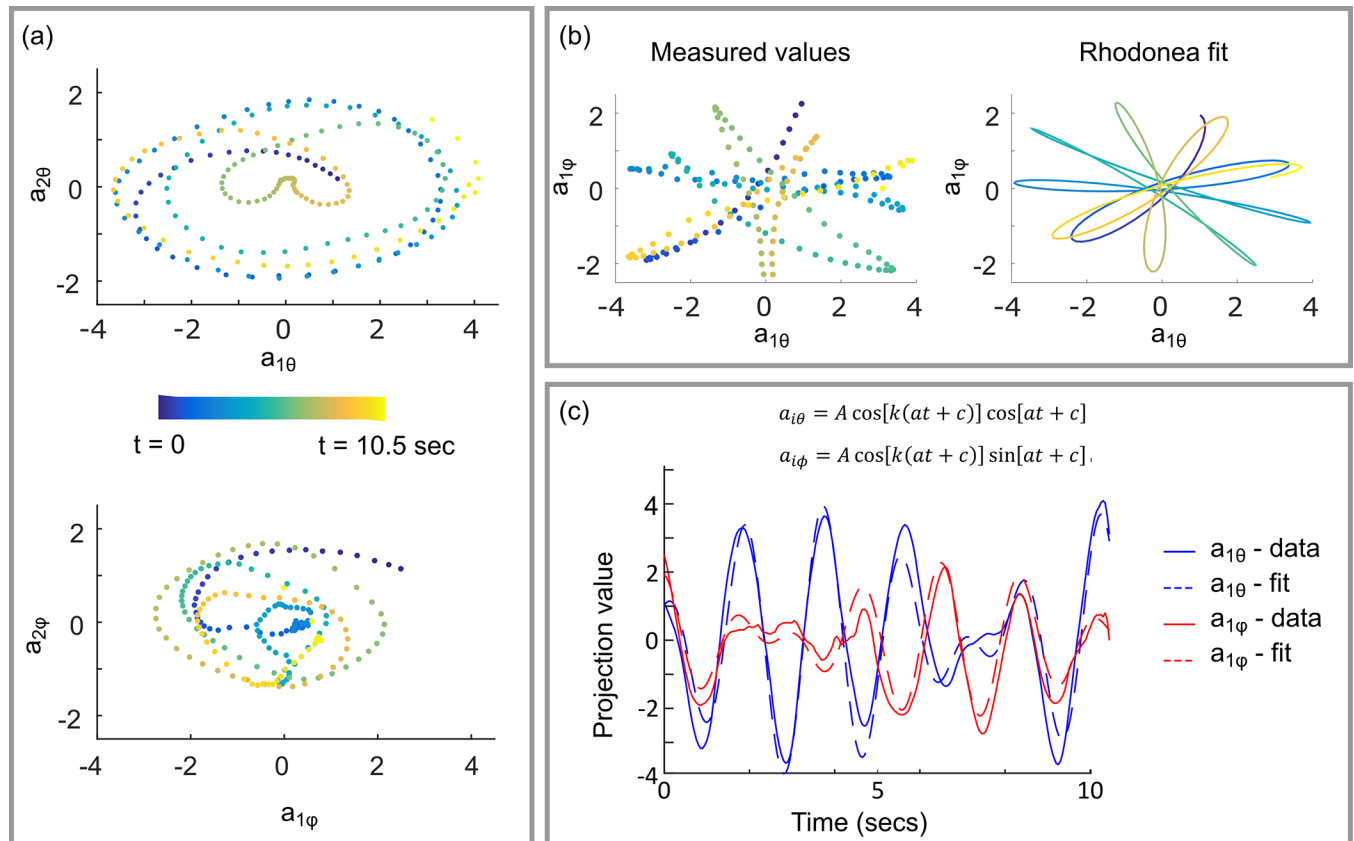 (a)
a2θ
2
0
-2
-4
-2
0
2
4
a1θ
t = 0
t = 10.5 sec
a2φ
2
0
-2
-4
-2
0
2
4
a1φ
(b)
Measured values
Rhodonea fit
a1φ
2
0
-2
-4
-2
0
2
4
a1θ
a1φ
2
0
-2
-4
-2
0
2
4
a1θ
(c)
aiθ = A cos[k(at + c)] cos[at + c]
aiϕ = A cos[k(at + c)] sin[at + c]
Projection value
4
2
0
-2
-4
0
5
10
Time (secs)
a1θ - data
a1θ - fit
a1φ - data
a1φ - fit